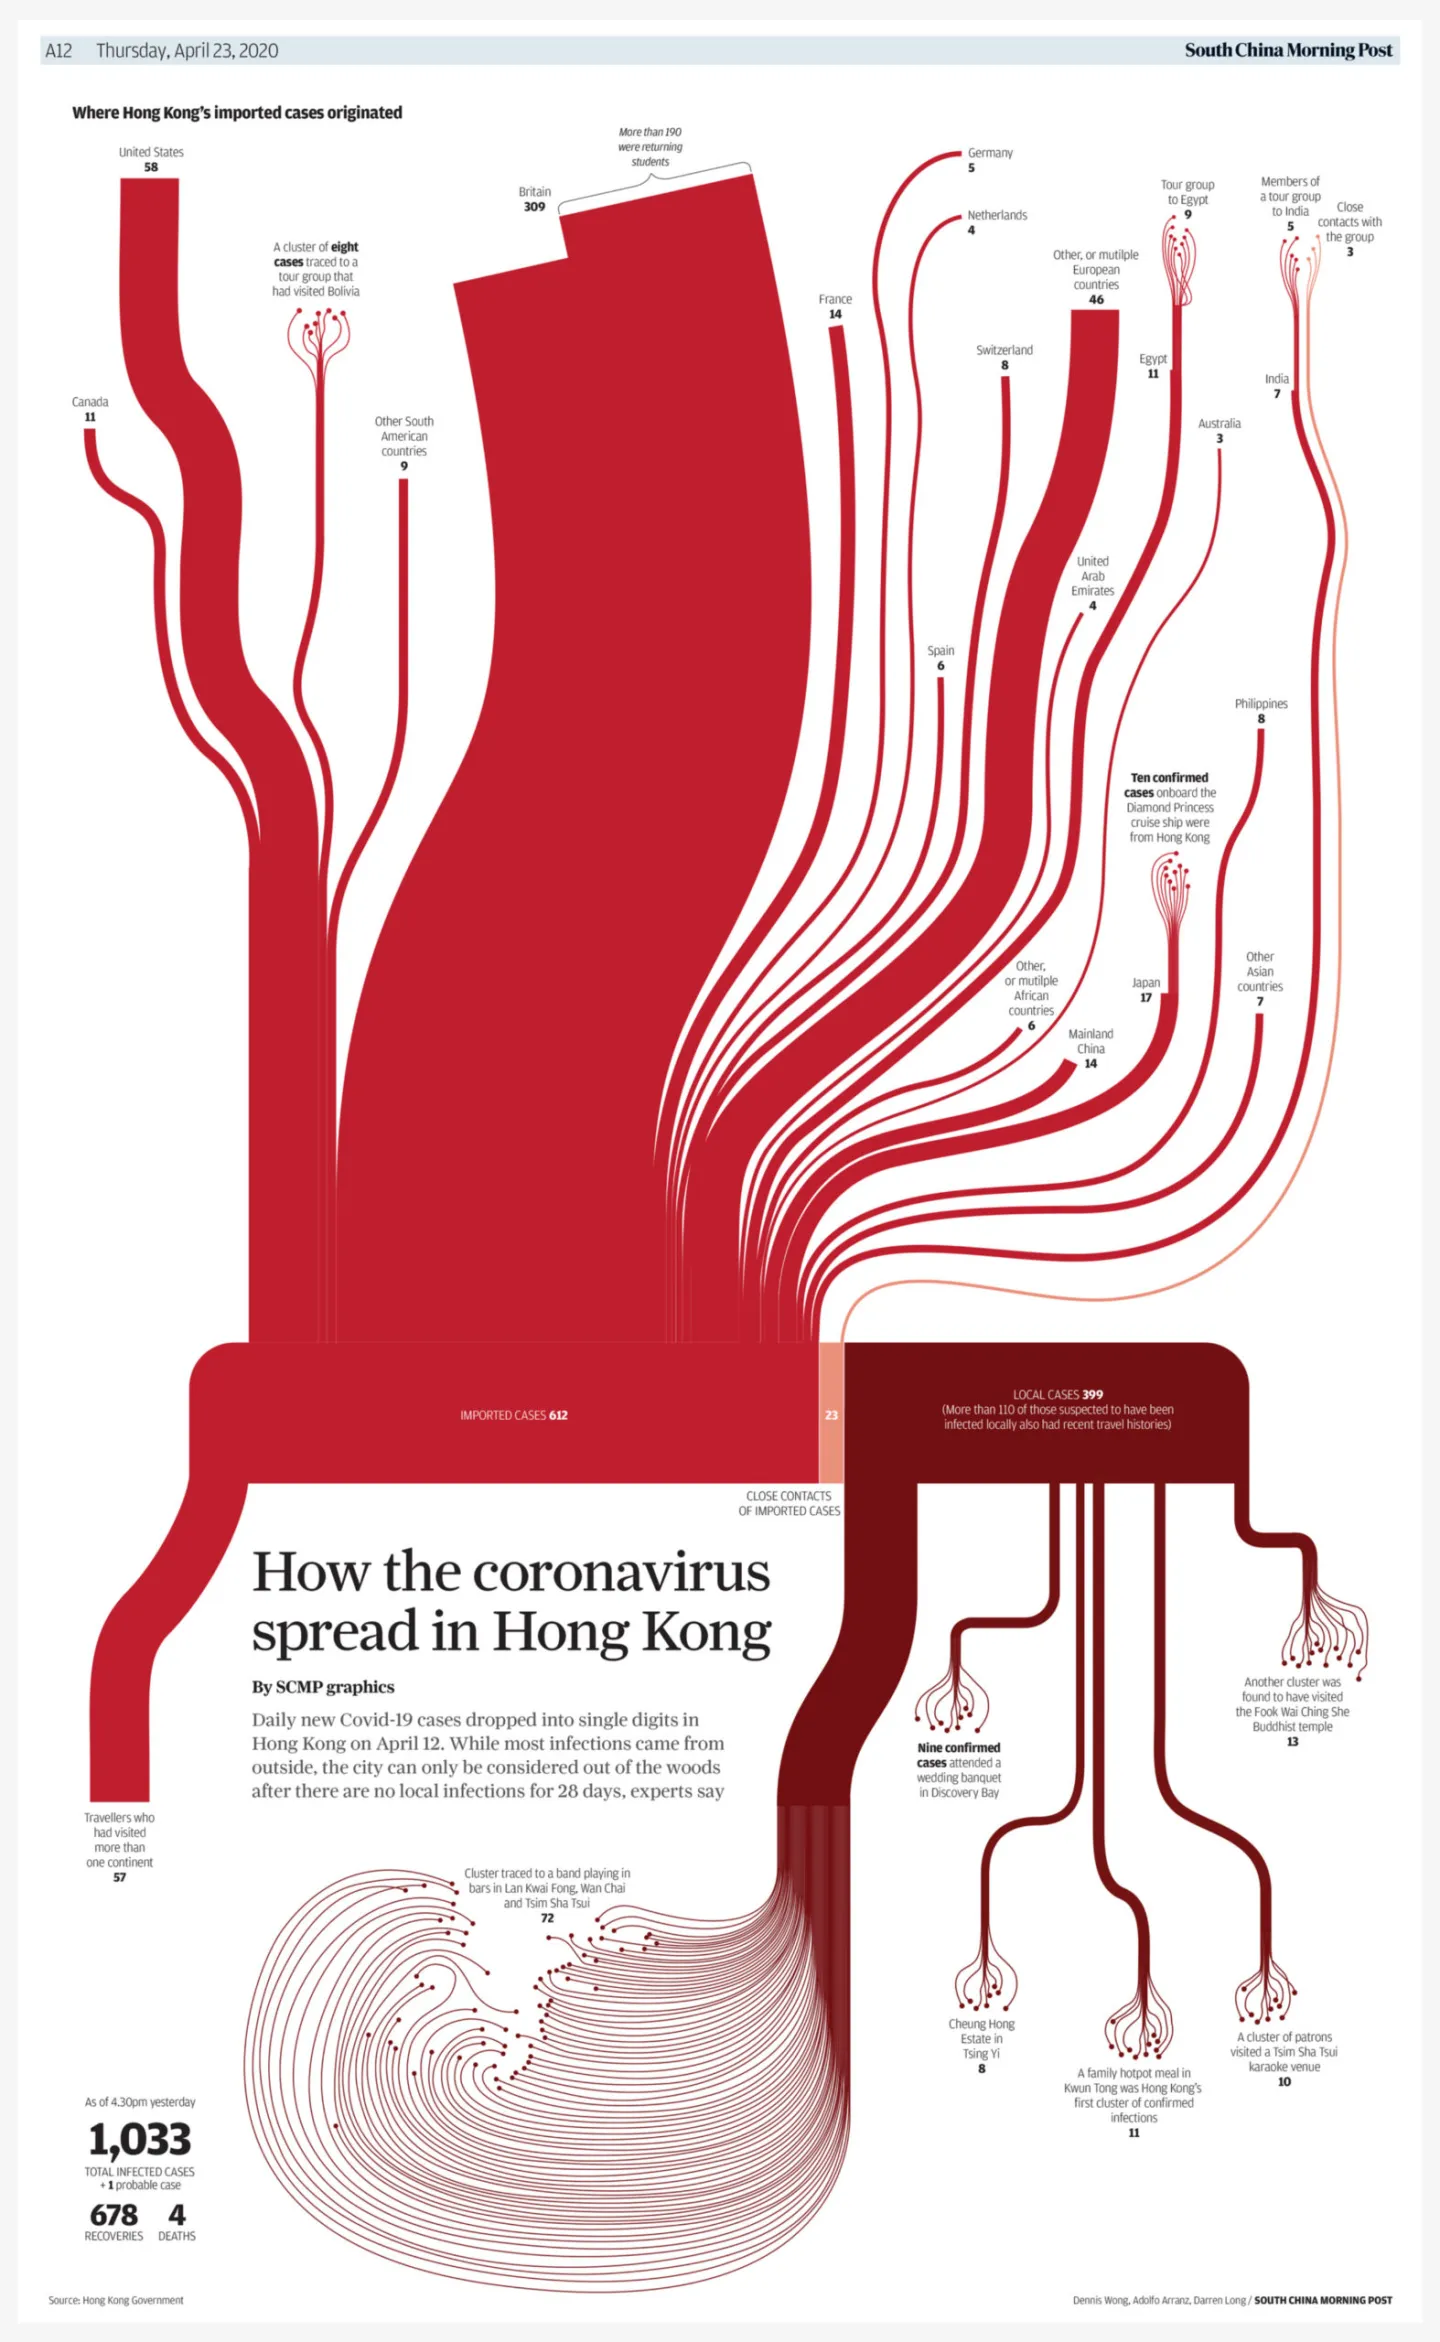 A12 Thursday, April 23, 2020
South China Morning Post
Where Hong Kong's imported cases originated
United States
58
Canada
11
A cluster of eight
cases traced to a
tour group that
had visited Bolivia
Other South
American
countries
9
Britain
309
More than 190
were returning
students
France
14
Germany
5
Netherlands
4
Switzerland
8
Spain
6
Other, or mutilple
European
countries
46
United
Arab
Emirates
4
Tour group
to Egypt
9
Egypt
11
Australia
3
Members of
a tour group
to India
5
Close
contacts with
the group
3
India
7
Philippines
8
Ten confirmed
cases onboard the
Diamond Princess
cruise ship were
from Hong Kong
Japan
17
Other
Asian
countries
7
Other,
or mutilple
African
countries
6
Mainland
China
14
IMPORTED CASES 612
23
CLOSE CONTACTS
OF IMPORTED CASES
LOCAL CASES 399
(More than 110 of those suspected to have been
infected locally also had recent travel histories)
How the coronavirus
spread in Hong Kong
By SCMP graphics
Daily new Covid-19 cases dropped into single digits in
Hong Kong on April 12. While most infections came from
outside, the city can only be considered out of the woods
after there are no local infections for 28 days, experts say
Travellers who
had visited
more than
one continent
57
Cluster traced to a band playing in
bars in Lan Kwai Fong, Wan Chai
and Tsim Sha Tsui
72
Nine confirmed
cases attended a
wedding banquet
in Discovery Bay
Another cluster was
found to have visited
the Fook Wai Ching She
Buddhist temple
13
Cheung Hong
Estate in
Tsing Yi
8
A family hotpot meal in
Kwun Tong was Hong Kong's
first cluster of confirmed
infections
11
A cluster of patrons
visited a Tsim Sha Tsui
karaoke venue
10
As of 4.30pm yesterday
1,033
TOTAL INFECTED CASES
+ 1 probable case
678 4
RECOVERIES DEATHS
Source: Hong Kong Government
Dennis Wong, Adolfo Arranz, Darren Long / SOUTH CHINA MORNING POST